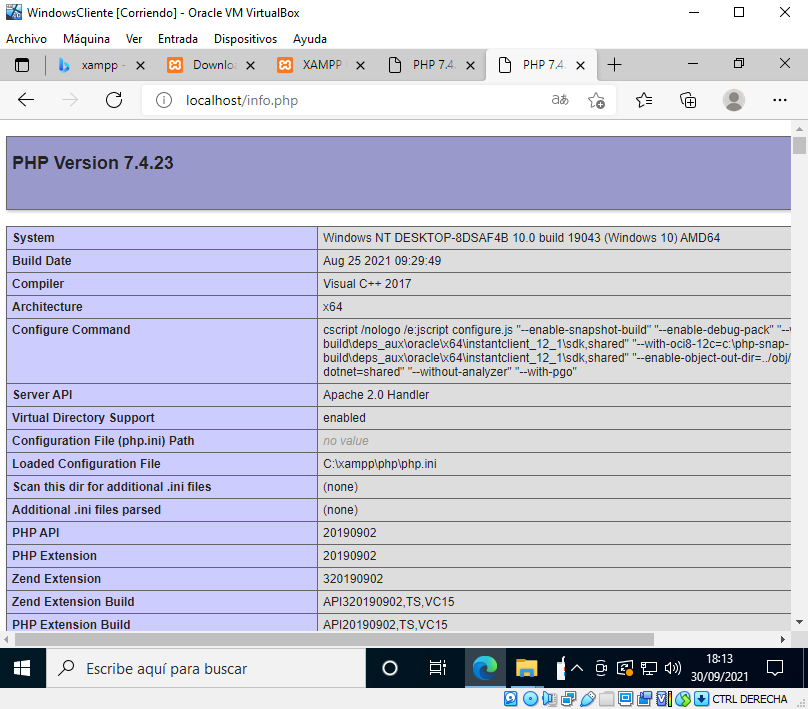 WindowsCliente [Corriendo] - Oracle VM VirtualBox
Archivo Máquina Ver Entrada Dispositivos Ayuda
xampp - Downlo XAMPP PHP 7.4. PHP 7.4.
localhost/info.php
PHP Version 7.4.23
System Windows NT DESKTOP-8DSAF4B 10.0 build 19043 (Windows 10) AMD64
Build Date Aug 25 2021 09:29:49
Compiler Visual C++ 2017
Architecture x64
Configure Command cscript /nologo /e:jscript configure.js "--enable-snapshot-build" "--enable-debug-pack" "--w
build\deps_aux\oracle\x64\instantclient_12_1\sdk,shared" "--with-oci8-12c=c:\php-snap-
build\deps_aux\oracle\x64\instantclient_12_1\sdk,shared" "--enable-object-out-dir=../obj/
dotnet=shared" "--without-analyzer" "--with-pgo"
Server API Apache 2.0 Handler
Virtual Directory Support enabled
Configuration File (php.ini) Path no value
Loaded Configuration File C:\xampp\php\php.ini
Scan this dir for additional .ini files (none)
Additional .ini files parsed (none)
PHP API 20190902
PHP Extension 20190902
Zend Extension 320190902
Zend Extension Build API320190902,TS,VC15
PHP Extension Build API20190902,TS,VC15
Escribe aquí para buscar
18:13
30/09/2021
CTRL DERECHA